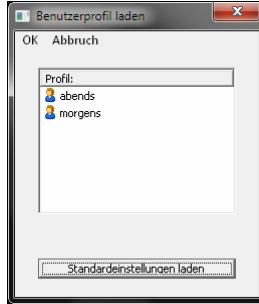 Benutzerprofil laden
OK Abbruch
Profil:
abends
morgens
Standardeinstellungen laden